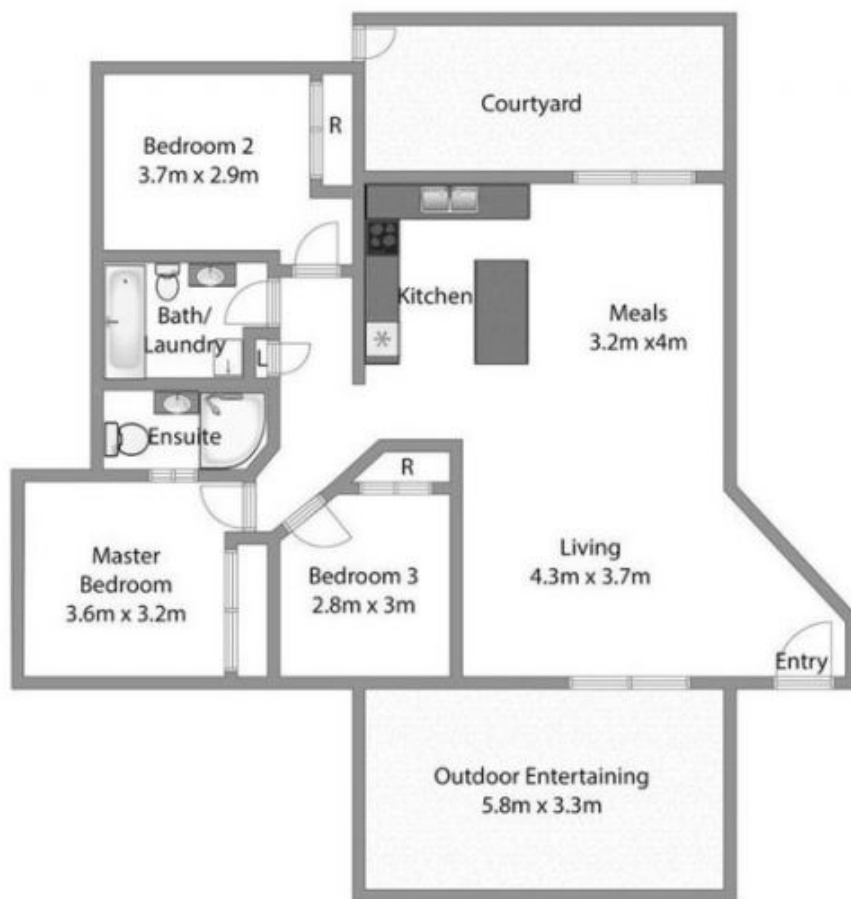 Courtyard
R
Bedroom 2
3.7m x 2.9m
Kitchen
Meals
3.2m x4m
Bath/
Laundry
L
Ensuite
R
Master
Bedroom
3.6m x 3.2m
Bedroom 3
2.8m x 3m
Living
4.3m x 3.7m
Entry
Outdoor Entertaining
5.8m x 3.3m